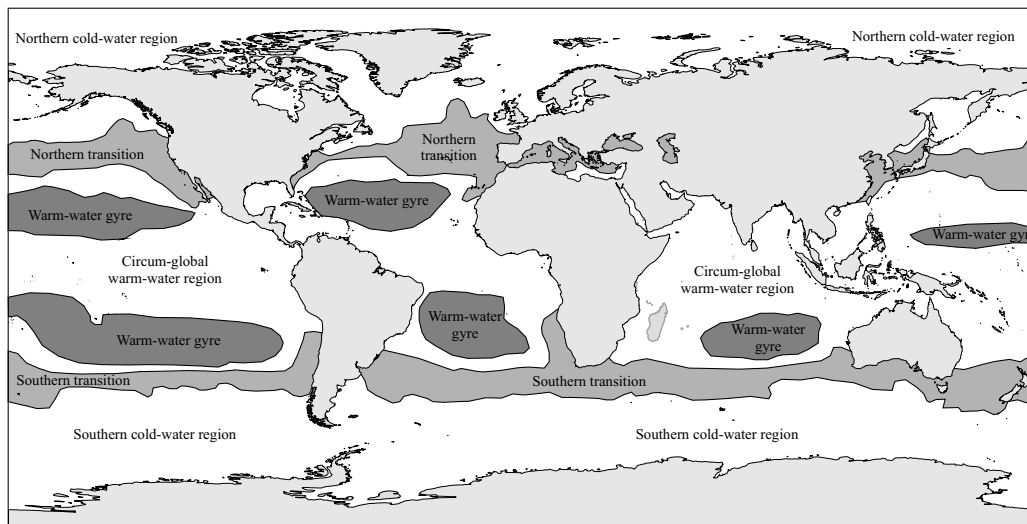 Northern cold-water region
Northern cold-water region
Northern transition
Northern
transition
Warm-water gyre
Warm-water gyre
Warm-water gyre
Circum-global
warm-water region
Circum-global
warm-water region
Warm-water gyre
Warm-water
gyre
Warm-water
gyre
Southern transition
Southern transition
Southern cold-water region
Southern cold-water region